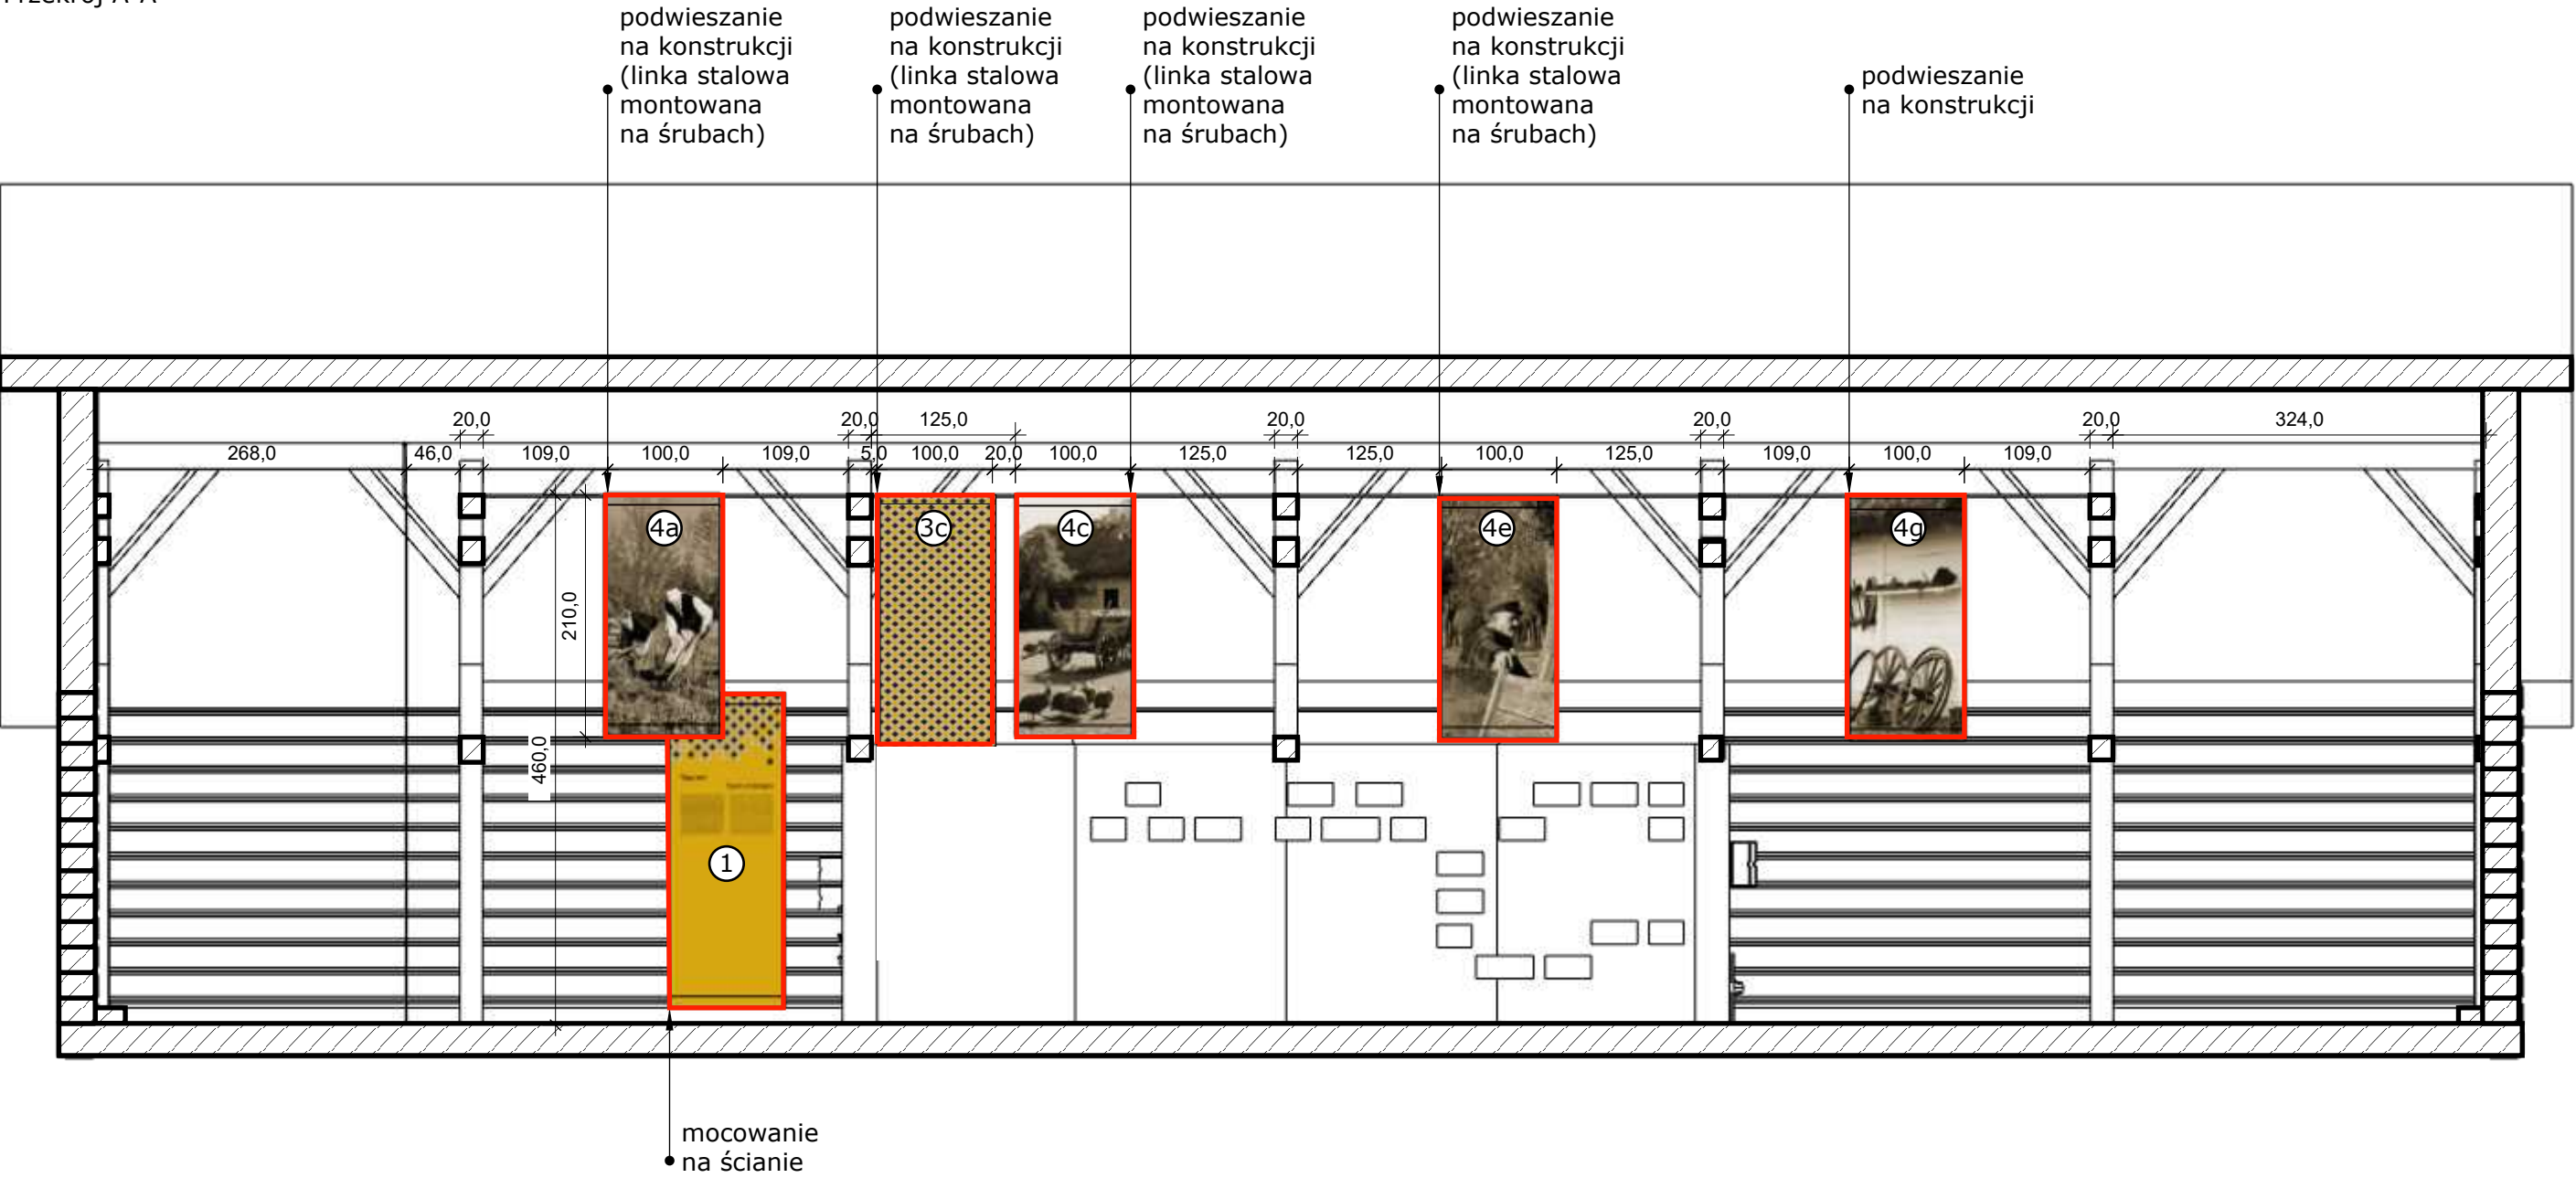 Przekrój A-A
podwieszanie
na konstrukcji
(linka stalowa
montowana
na śrubach)
podwieszanie
na konstrukcji
(linka stalowa
montowana
na śrubach)
podwieszanie
na konstrukcji
(linka stalowa
montowana
na śrubach)
podwieszanie
na konstrukcji
(linka stalowa
montowana
na śrubach)
podwieszanie
na konstrukcji
20,0 20,0 125,0 20,0 20,0 20,0 324,0
268,0 46,0 109,0 100,0 109,0 5,0 100,0 20,0 100,0 125,0 125,0 100,0 125,0 109,0 100,0 109,0
4a 3c 4c 4e 4g
210,0
460,0
1
mocowanie
na ścianie